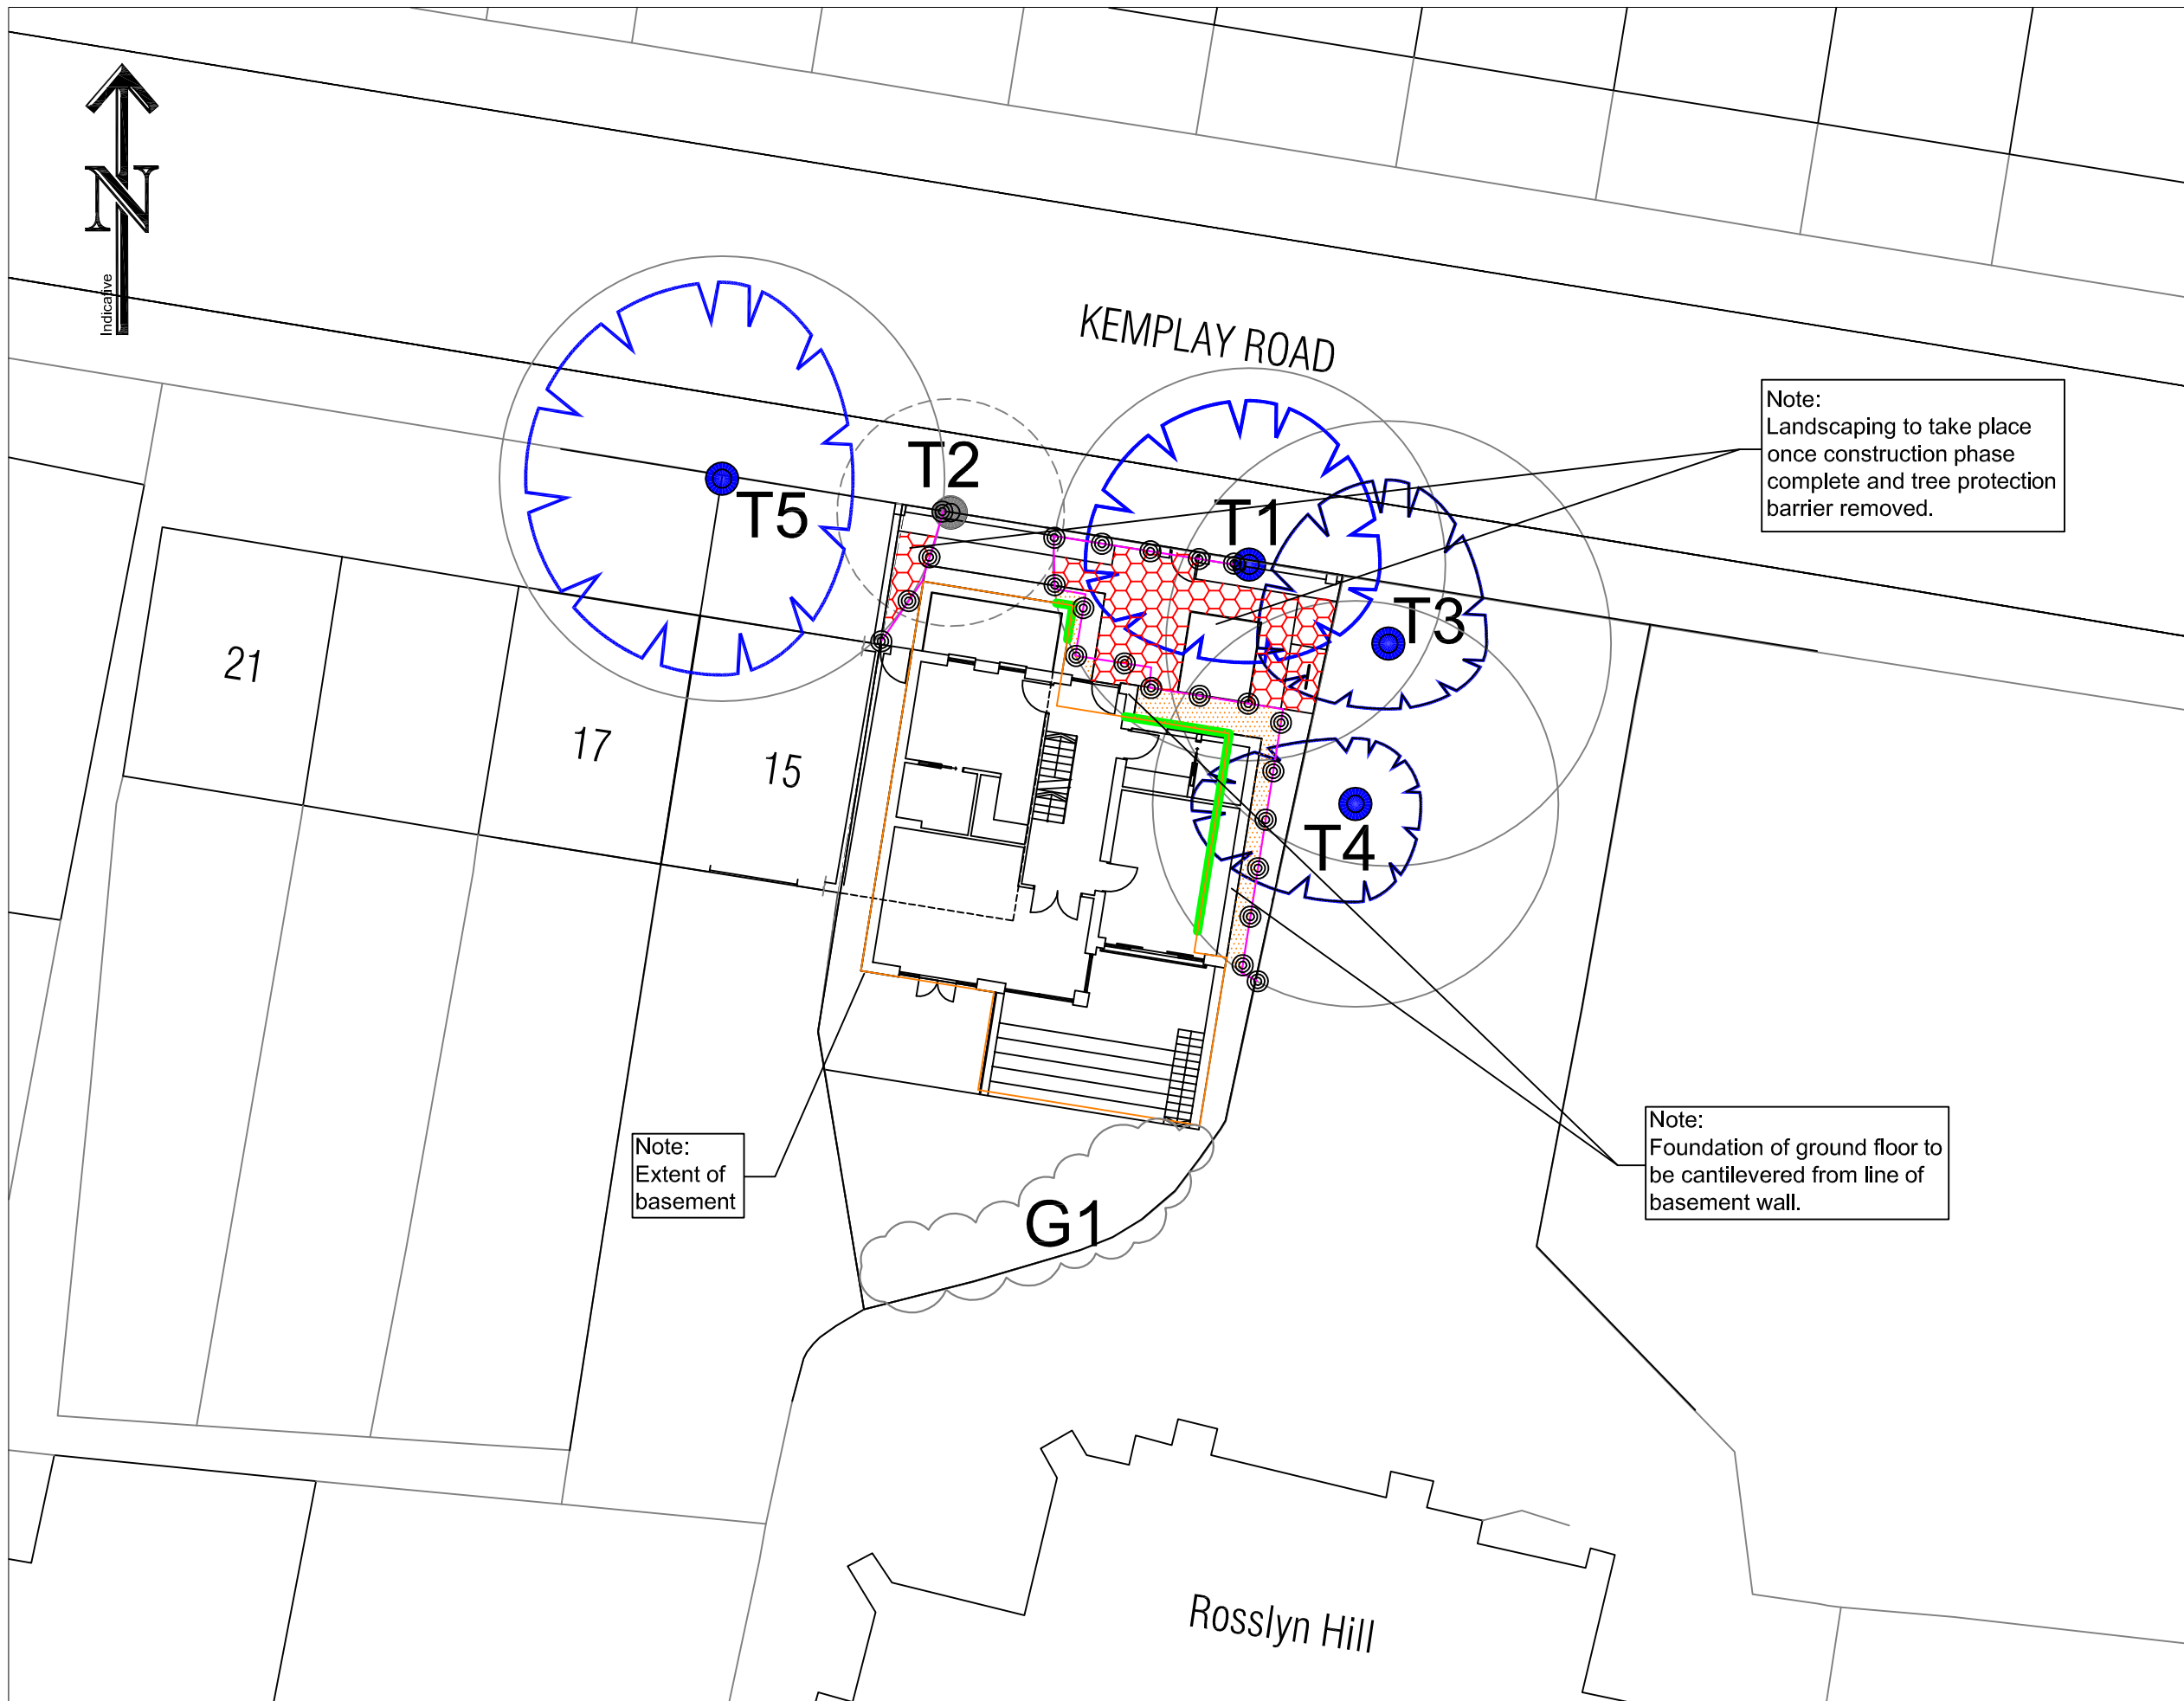 N
Indicative
KEMPLAY ROAD
Note:
Landscaping to take place
once construction phase
complete and tree protection
barrier removed.
T2
T5
T1
T3
21
17
15
T4
Note:
Extent of
basement
Note:
Foundation of ground floor to
be cantilevered from line of
basement wall.
G1
Rosslyn Hill